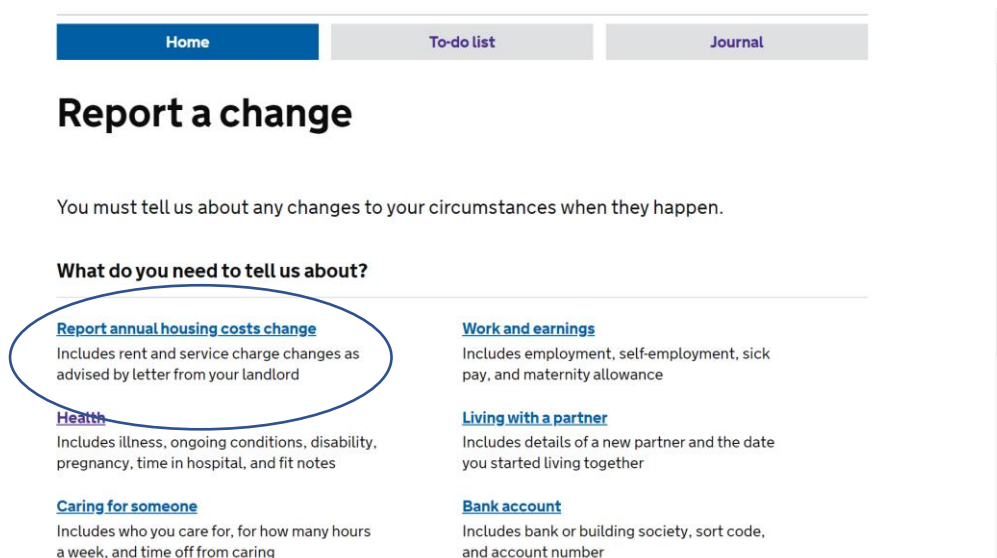 Home
To-do list
Journal
Report a change
You must tell us about any changes to your circumstances when they happen.
What do you need to tell us about?
Report annual housing costs change
Includes rent and service charge changes as
advised by letter from your landlord
Work and earnings
Includes employment, self-employment, sick
pay, and maternity allowance
Health
Includes illness, ongoing conditions, disability,
pregnancy, time in hospital, and fit notes
Living with a partner
Includes details of a new partner and the date
you started living together
Caring for someone
Includes who you care for, for how many hours
a week, and time off from caring
Bank account
Includes bank or building society, sort code,
and account number